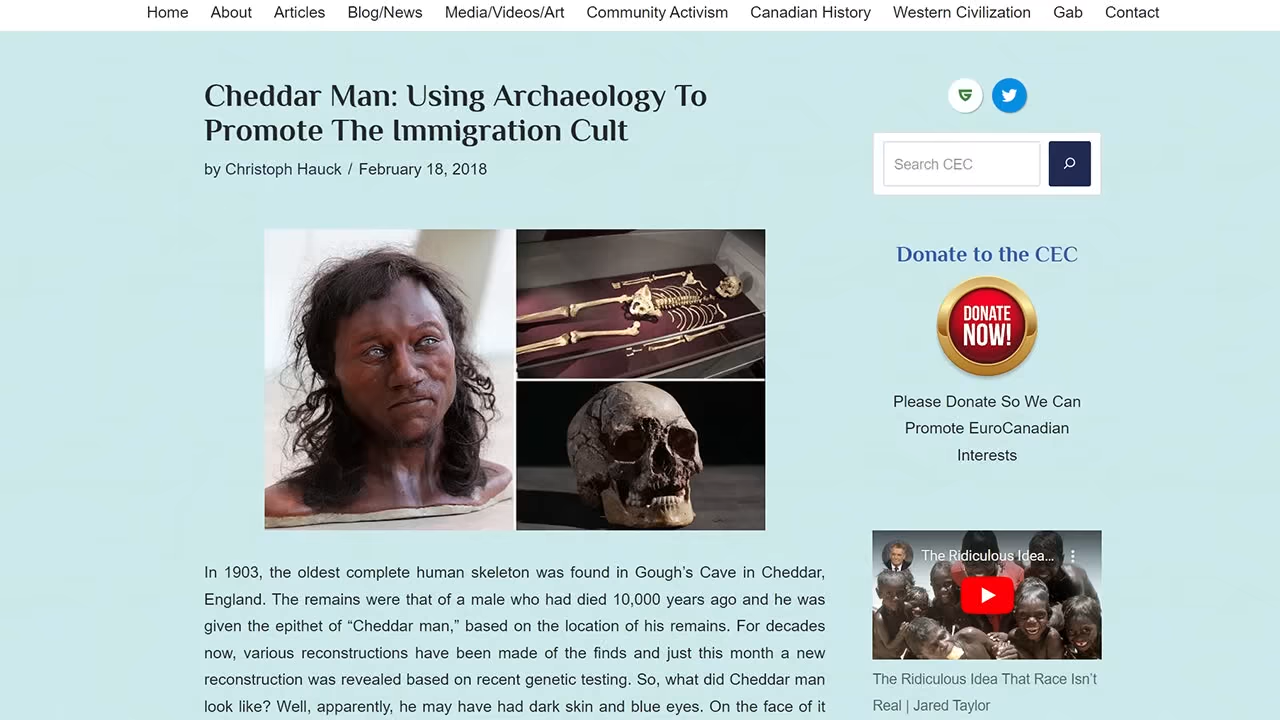 Home About Articles Blog/News Media/Videos/Art Community Activism Canadian History Western Civilization Gab Contact
Cheddar Man: Using Archaeology To
Promote The Immigration Cult
by Christoph Hauck / February 18, 2018
In 1903, the oldest complete human skeleton was found in Gough’s Cave in Cheddar,
England. The remains were that of a male who had died 10,000 years ago and he was
given the epithet of “Cheddar man,” based on the location of his remains. For decades
now, various reconstructions have been made of the finds and just this month a new
reconstruction was revealed based on recent genetic testing. So, what did Cheddar man
look like? Well, apparently, he may have had dark skin and blue eyes. On the face of it
Search CEC
Donate to the CEC
DONATE
NOW!
Please Donate So We Can
Promote EuroCanadian
Interests
The Ridiculous Idea...
The Ridiculous Idea That Race Isn’t
Real | Jared Taylor